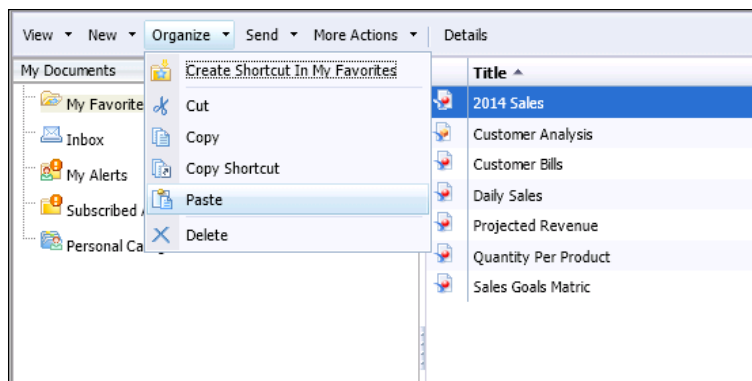 View New Organize Send More Actions Details
My Documents
Title
Create Shortcut In My Favorites
My Favorite
2014 Sales
Cut
Customer Analysis
Inbox
Copy
Customer Bills
My Alerts
Copy Shortcut
Daily Sales
Subscribed
Paste
Projected Revenue
Personal Ca
Delete
Quantity Per Product
Sales Goals Matric